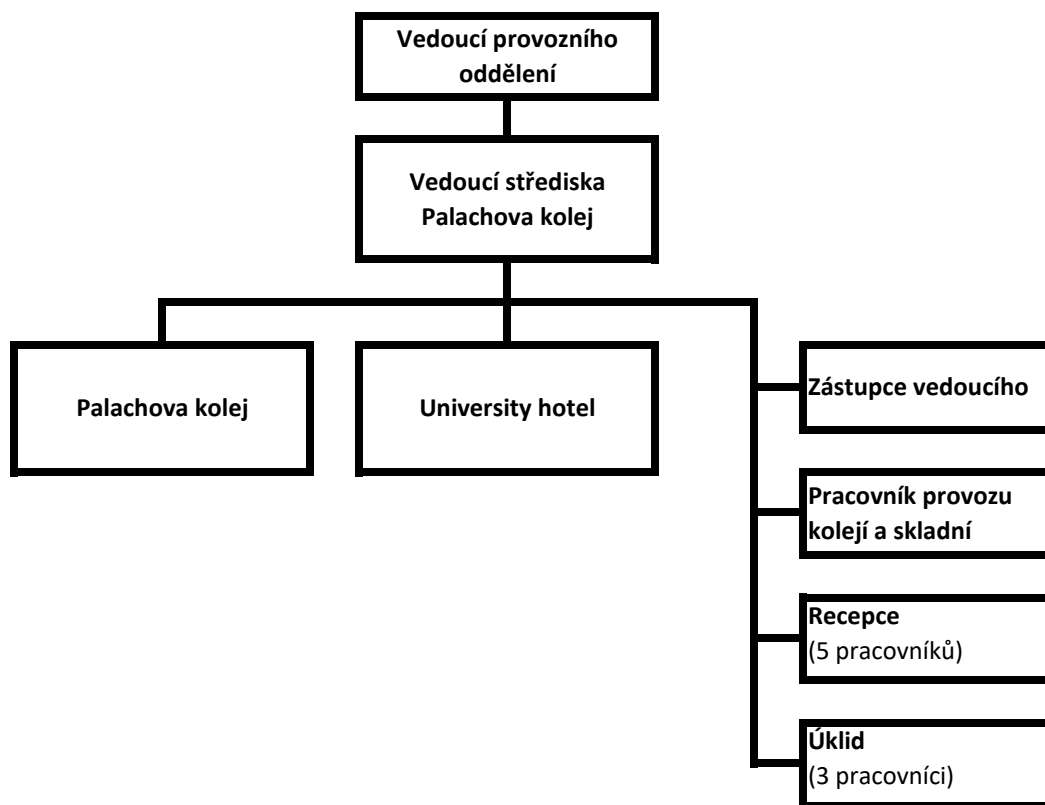 Vedoucí provozního
oddělení
Vedoucí střediska
Palachova kolej
Palachova kolej
University hotel
Zástupce vedoucího
Pracovník provozu
kolejí a skladní
Recepce
(5 pracovníků)
Úklid
(3 pracovníci)